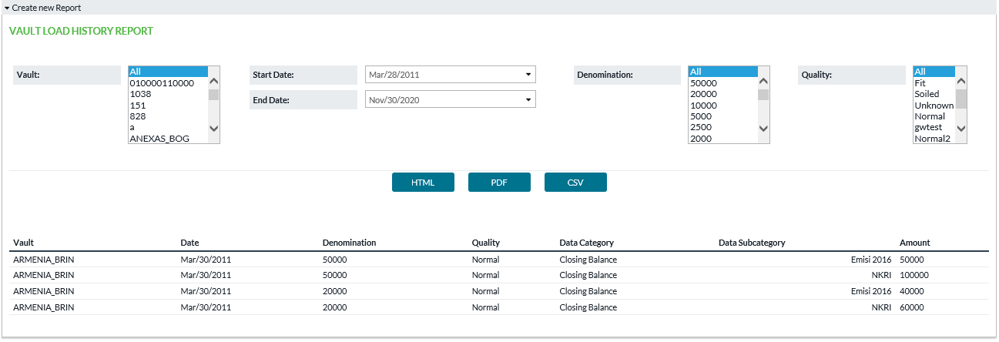 Create new Report
VAULT LOAD HISTORY REPORT
Vault:
All
010000110000
1038
151
828
a
ANEXAS_BOG
Start Date:
Mar/28/2011
End Date:
Nov/30/2020
Denomination:
All
50000
20000
10000
5000
2500
2000
Quality:
All
Fit
Soiled
Unknown
Normal
gwtest
Normal2
HTML PDF CSV
Vault Date Denomination Quality Data Category Data Subcategory Amount
ARMENIA_BRIN Mar/30/2011 50000 Normal Closing Balance Emisi 2016 50000
ARMENIA_BRIN Mar/30/2011 50000 Normal Closing Balance NKRI 100000
ARMENIA_BRIN Mar/30/2011 20000 Normal Closing Balance Emisi 2016 40000
ARMENIA_BRIN Mar/30/2011 20000 Normal Closing Balance NKRI 60000